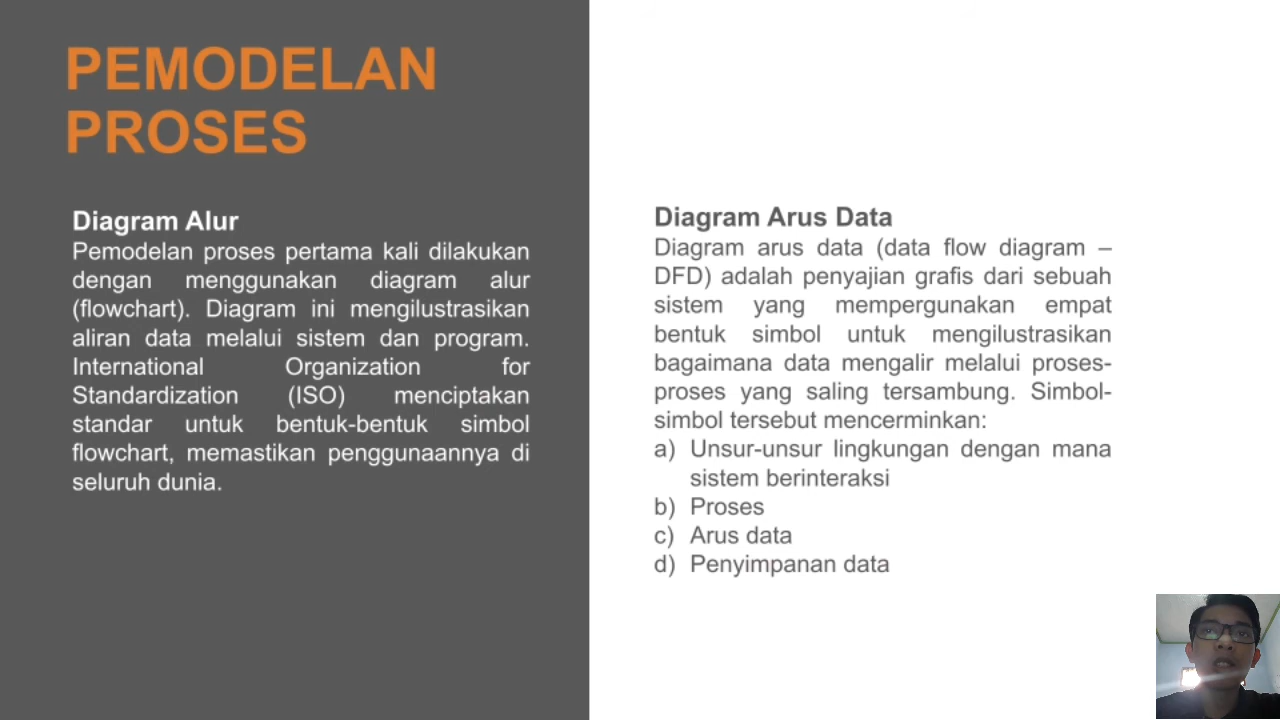 PEMODELAN
PROSES
Diagram Alur
Pemodelan proses pertama kali dilakukan
dengan menggunakan diagram alur
(flowchart). Diagram ini mengilustrasikan
aliran data melalui sistem dan program.
International Organization for
Standardization (ISO) menciptakan
standar untuk bentuk-bentuk simbol
flowchart, memastikan penggunaannya di
seluruh dunia.
Diagram Arus Data
Diagram arus data (data flow diagram –
DFD) adalah penyajian grafis dari sebuah
sistem yang mempergunakan empat
bentuk simbol untuk mengilustrasikan
bagaimana data mengalir melalui proses-
proses yang saling tersambung. Simbol-
simbol tersebut mencerminkan:
a) Unsur-unsur lingkungan dengan mana
sistem berinteraksi
b) Proses
c) Arus data
d) Penyimpanan data